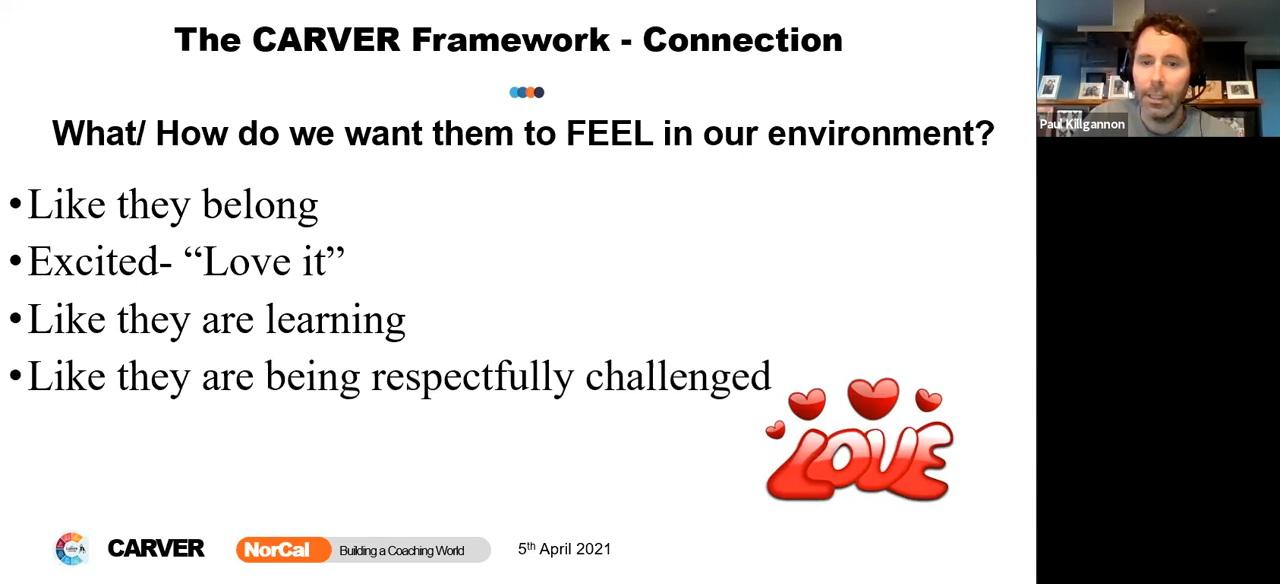 The CARVER Framework - Connection
What/ How do we want them to FEEL in our environment?
•Like they belong
•Excited- “Love it”
•Like they are learning
•Like they are being respectfully challenged
LOVE
CARVER
NorCal
Building a Coaching World
5th April 2021
Paul Killgannon